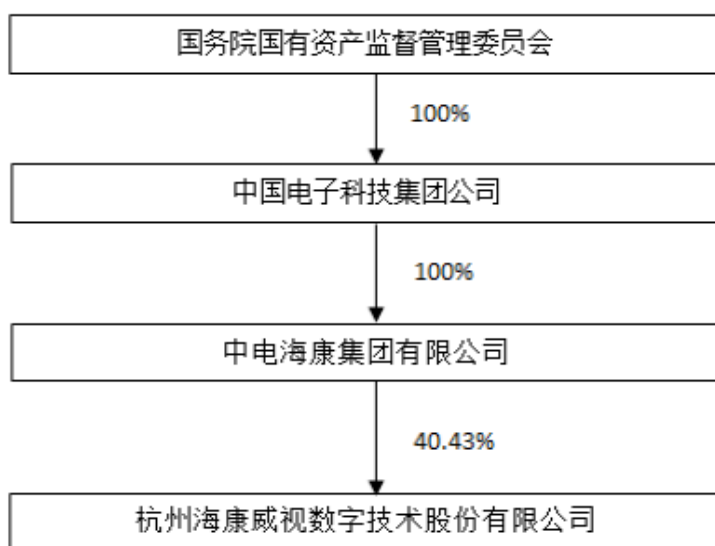 国务院国有资产监督管理委员会
100%
中国电子科技集团公司
100%
中电海康集团有限公司
40.43%
杭州海康威视数字技术股份有限公司